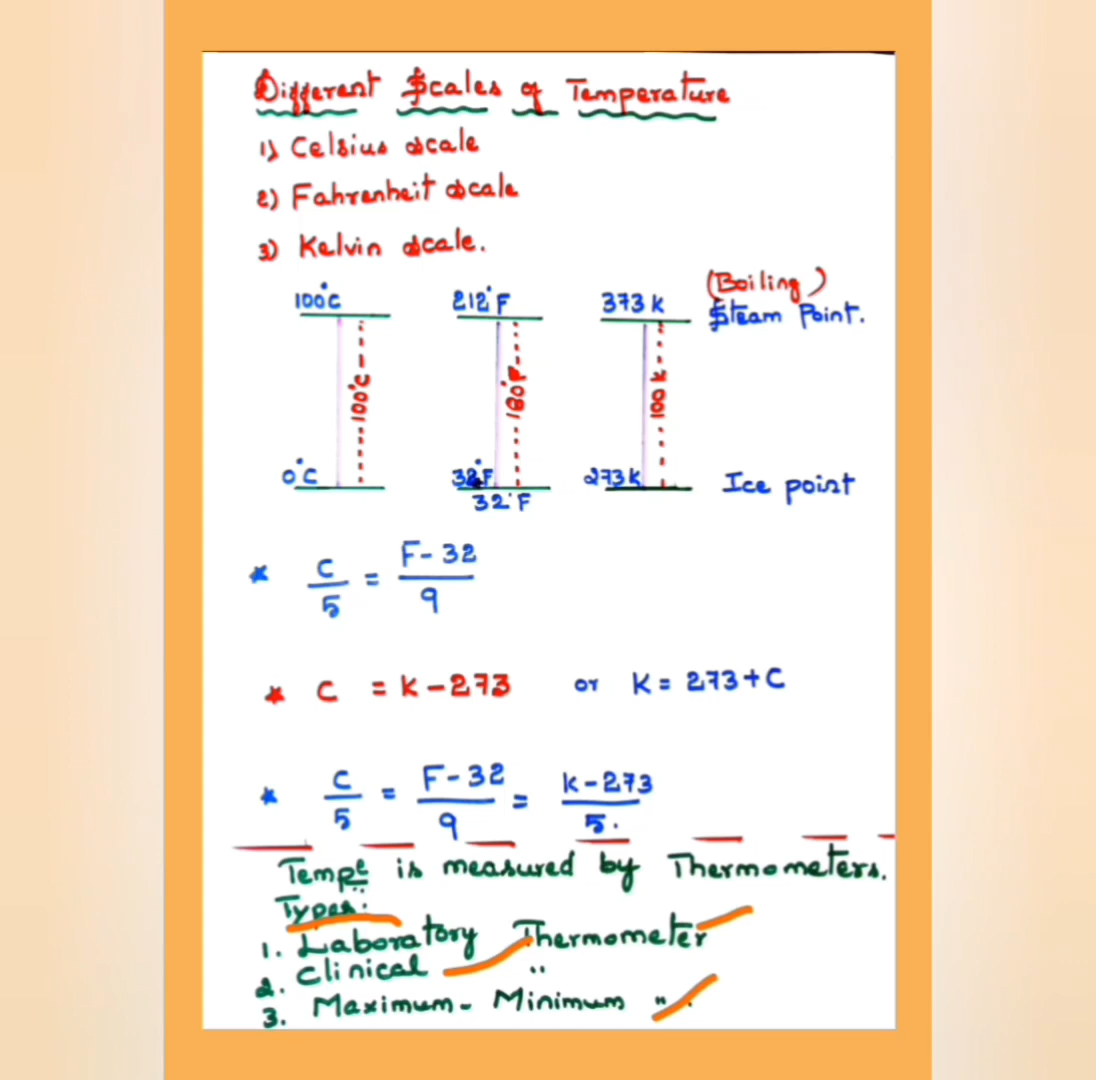 Different Scales of Temperature
1) Celsius scale
2) Fahrenheit scale
3) Kelvin scale.
(Boiling)
100°C 212°F 373 K Steam Point.
100°C 180°F 100 K
0°C 32°F 273K Ice point
32°F
* C/5 = F-32/9
* C = K-273 or K = 273+C
* C/5 = F-32/9 = K-273/5.
Tempe is measured by Thermometers.
Types:
1. Laboratory Thermometer
2. Clinical "
3. Maximum - Minimum " .